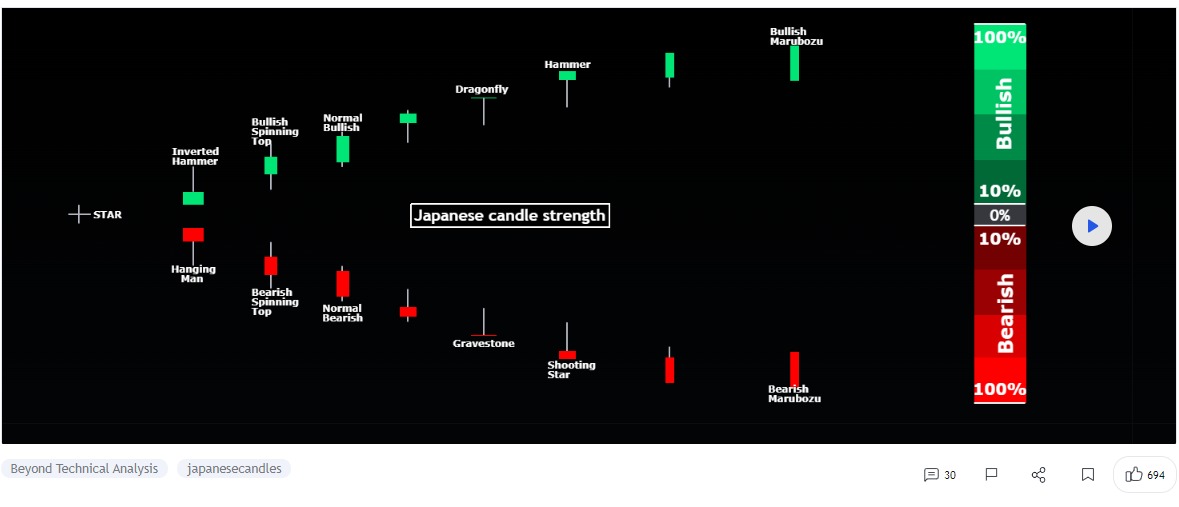 Bullish
Marubozu
100%
Hammer
Dragonfly
Bullish
Spinning
Top
Normal
Bullish
Bullish
Inverted
Hammer
10%
STAR
Japanese candle strength
0%
10%
Hanging
Man
Bearish
Spinning
Top
Normal
Bearish
Bearish
Gravestone
Shooting
Star
Bearish
Marubozu
100%
Beyond Technical Analysis
japanesecandles
30
694